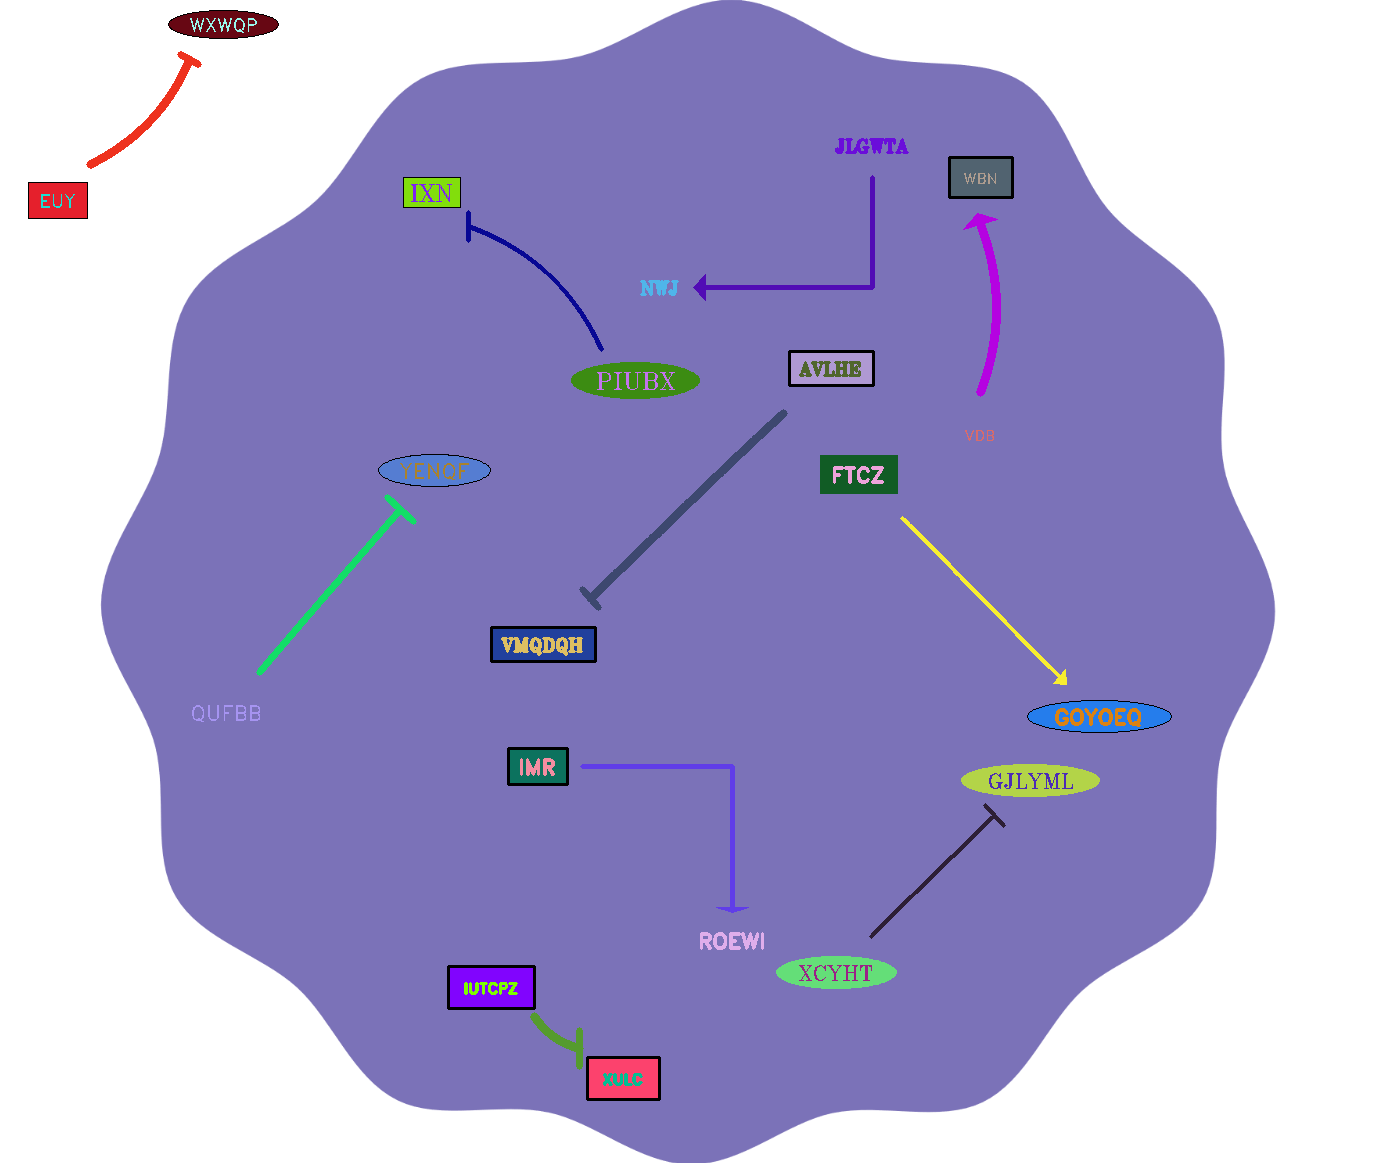 WXWQP
EUY
JLGWTA
WBN
IXN
NWJ
AVLHE
PIUBX
VDB
YENQF
FTCZ
VMQDQH
QUFBB
GOYOEQ
IMR
GJLYML
ROEWI
XCYHT
IUTCPZ
XULC